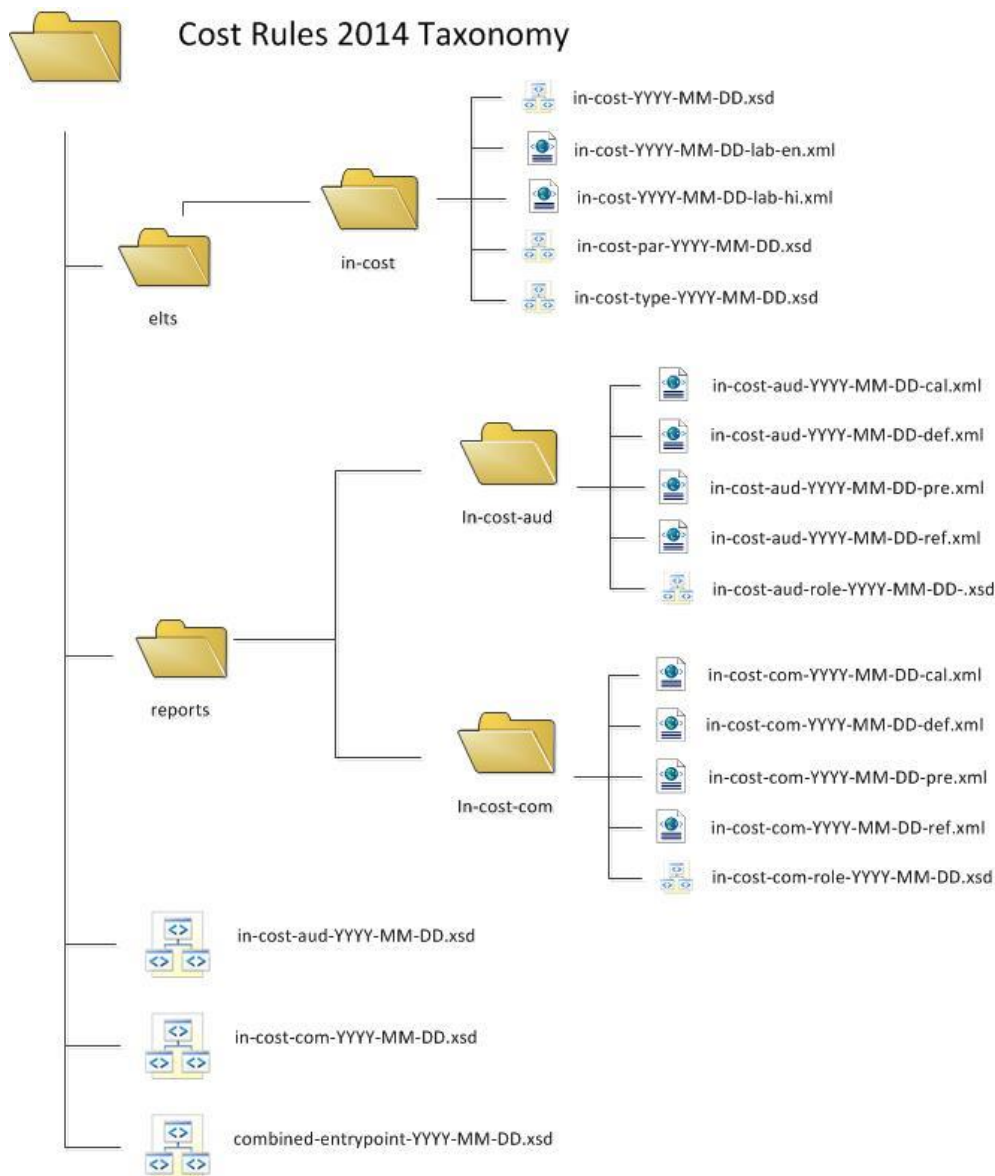 Cost Rules 2014 Taxonomy
in-cost-YYYY-MM-DD.xsd
in-cost-YYYY-MM-DD-lab-en.xml
in-cost-YYYY-MM-DD-lab-hi.xml
in-cost-par-YYYY-MM-DD.xsd
in-cost-type-YYYY-MM-DD.xsd
in-cost
elts
in-cost-aud-YYYY-MM-DD-cal.xml
in-cost-aud-YYYY-MM-DD-def.xml
in-cost-aud-YYYY-MM-DD-pre.xml
in-cost-aud-YYYY-MM-DD-ref.xml
in-cost-aud-role-YYYY-MM-DD-.xsd
In-cost-aud
reports
in-cost-com-YYYY-MM-DD-cal.xml
in-cost-com-YYYY-MM-DD-def.xml
in-cost-com-YYYY-MM-DD-pre.xml
in-cost-com-YYYY-MM-DD-ref.xml
in-cost-com-role-YYYY-MM-DD.xsd
In-cost-com
in-cost-aud-YYYY-MM-DD.xsd
in-cost-com-YYYY-MM-DD.xsd
combined-entrypoint-YYYY-MM-DD.xsd